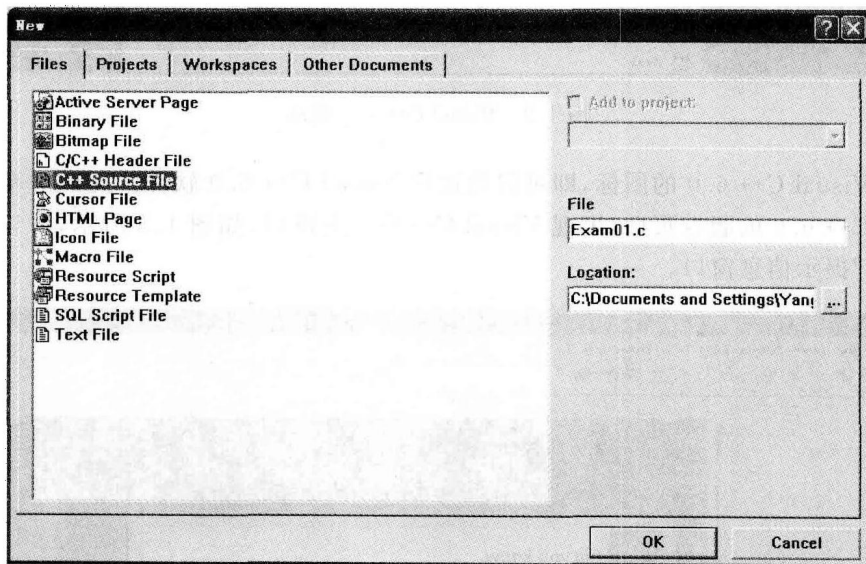 New
Files
Projects
Workspaces
Other Documents
Active Server Page
Binary File
Bitmap File
C/C++ Header File
C++ Source File
Cursor File
HTML Page
Icon File
Macro File
Resource Script
Resource Template
SQL Script File
Text File
Add to project:
File
Exam01.c
Location:
C:\Documents and Settings\Yang
...
OK
Cancel